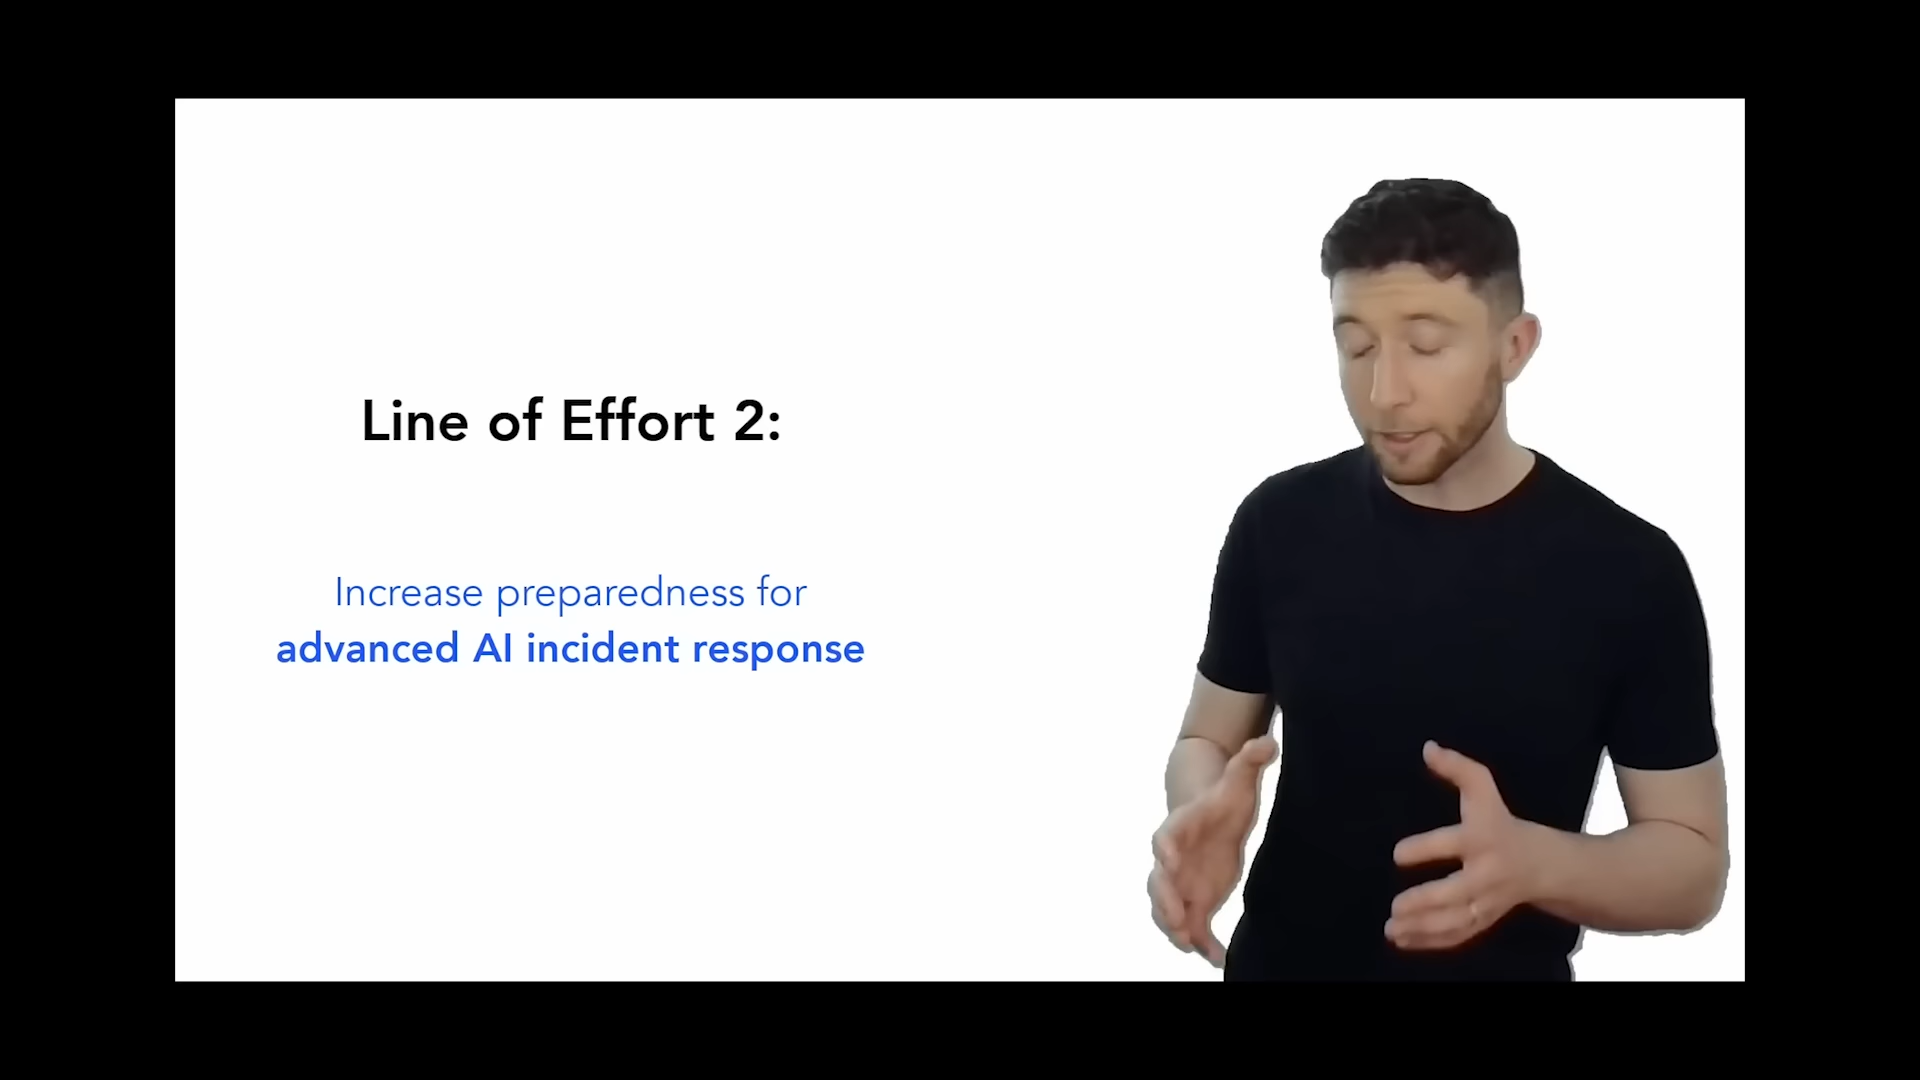 Line of Effort 2:
Increase preparedness for
advanced AI incident response